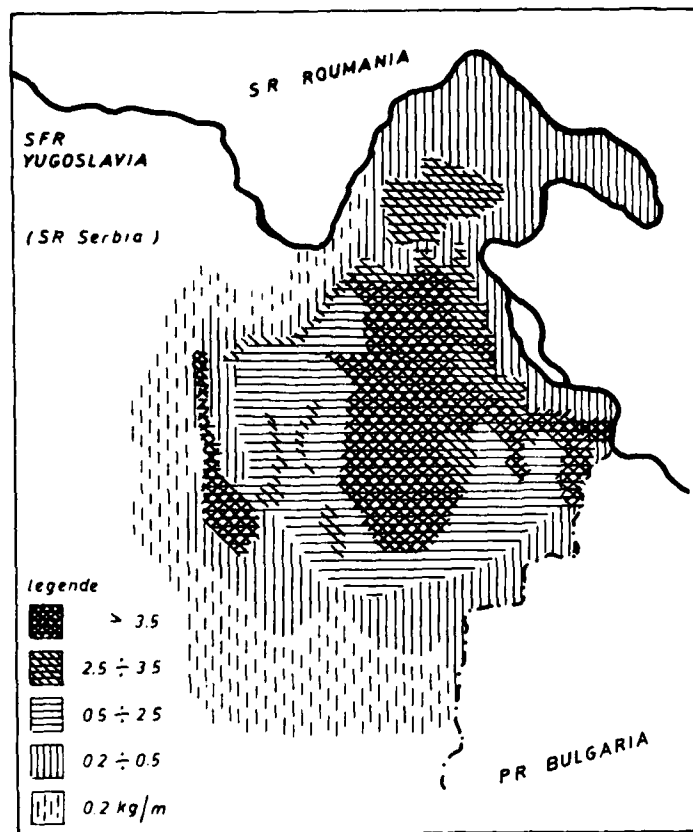 SR ROUMANIA
SFR
YUGOSLAVIA
(SR Serbia)
legende
> 3.5
2.5 ÷ 3.5
0.5 ÷ 2.5
0.2 ÷ 0.5
0.2 kg/m
PR BULGARIA